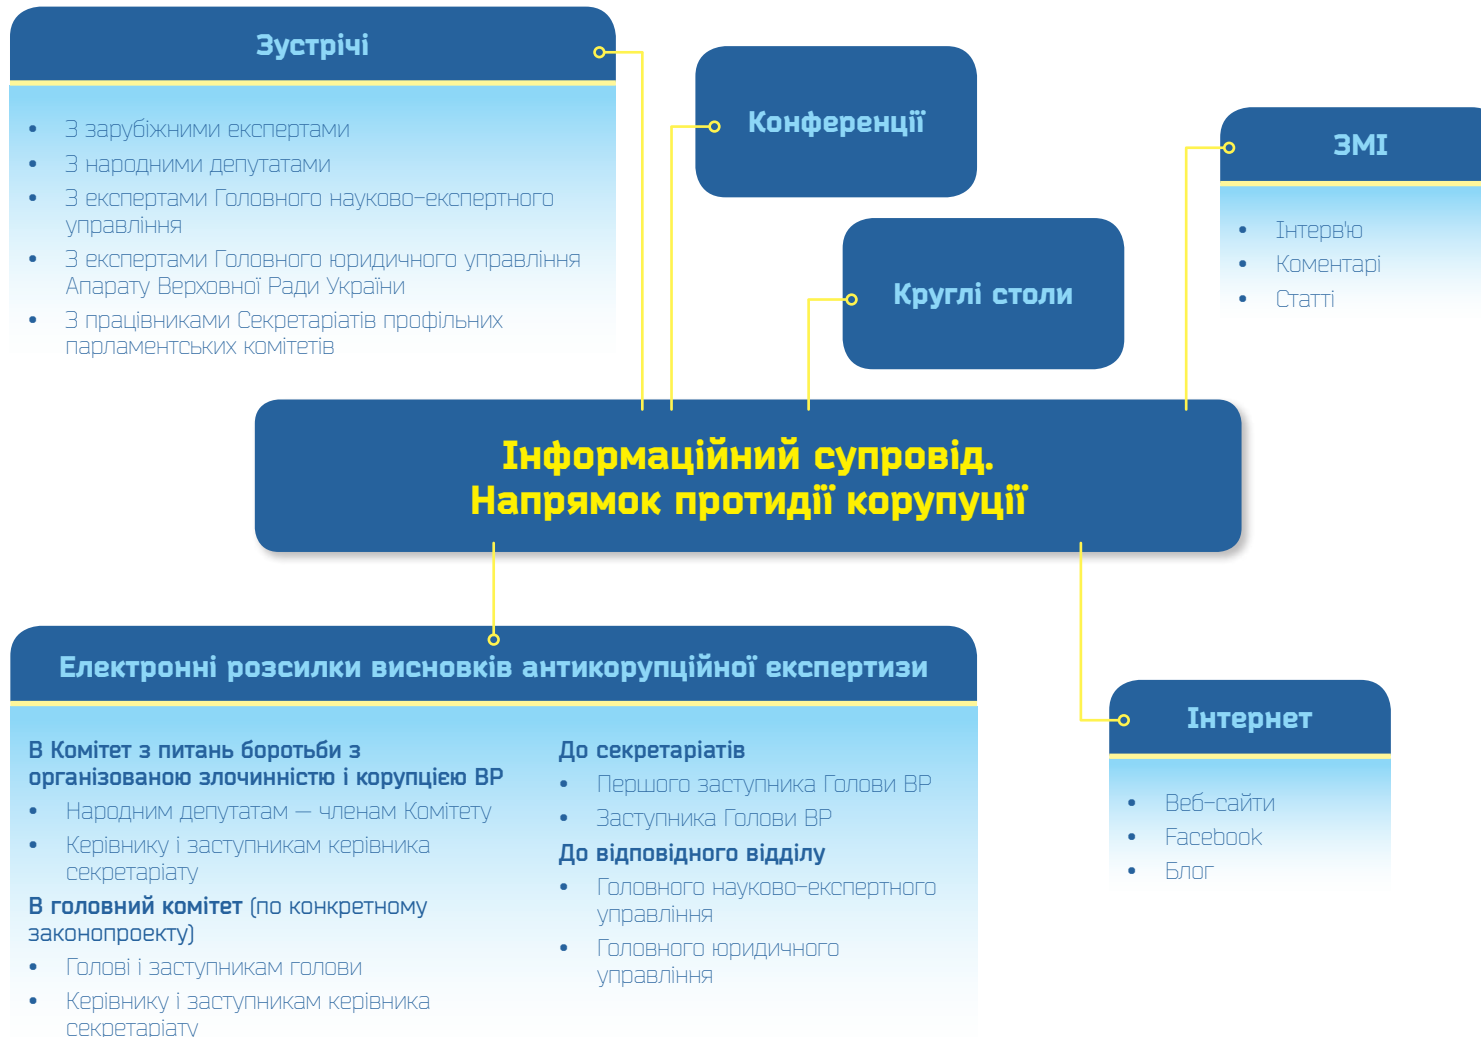 Зустрічі
• З зарубіжними експертами
• З народними депутатами
• З експертами Головного науково-експертного
управління
• З експертами Головного юридичного управління
Апарату Верховної Ради України
• З працівниками Секретаріатів профільних
парламентських комітетів
Конференції
Круглі столи
ЗМІ
• Інтерв'ю
• Коментарі
• Статті
Інформаційний супровід.
Напрямок протидії корупуції
Електронні розсилки висновків антикорупційної експертизи
В Комітет з питань боротьби з
організованою злочинністю і корупцією ВР
• Народним депутатам — членам Комітету
• Керівнику і заступникам керівника
секретаріату
В головний комітет (по конкретному
законопроекту)
• Голові і заступникам голови
• Керівнику і заступникам керівника
секретаріату
До секретаріатів
• Першого заступника Голови ВР
• Заступника Голови ВР
До відповідного відділу
• Головного науково-експертного
управління
• Головного юридичного
управління
Інтернет
• Веб-сайти
• Facebook
• Блог